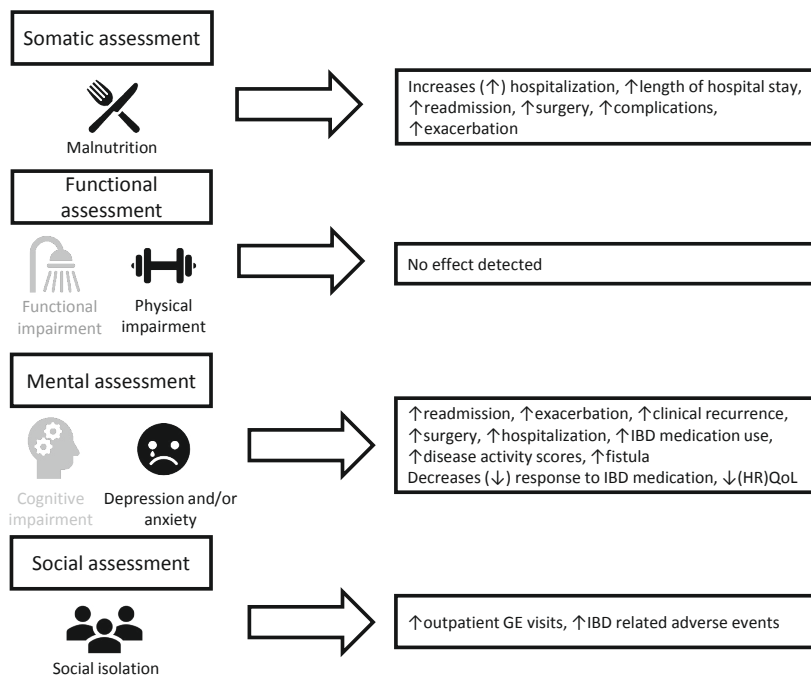 Somatic assessment
Malnutrition
Increases (↑) hospitalization, ↑length of hospital stay,
↑readmission, ↑surgery, ↑complications,
↑exacerbation
Functional
assessment
Functional
impairment
Physical
impairment
No effect detected
Mental assessment
Cognitive
impairment
Depression and/or
anxiety
↑readmission, ↑exacerbation, ↑clinical recurrence,
↑surgery, ↑hospitalization, ↑IBD medication use,
↑disease activity scores, ↑fistula
Decreases (↓) response to IBD medication, ↓(HR)QoL
Social assessment
Social isolation
↑outpatient GE visits, ↑IBD related adverse events